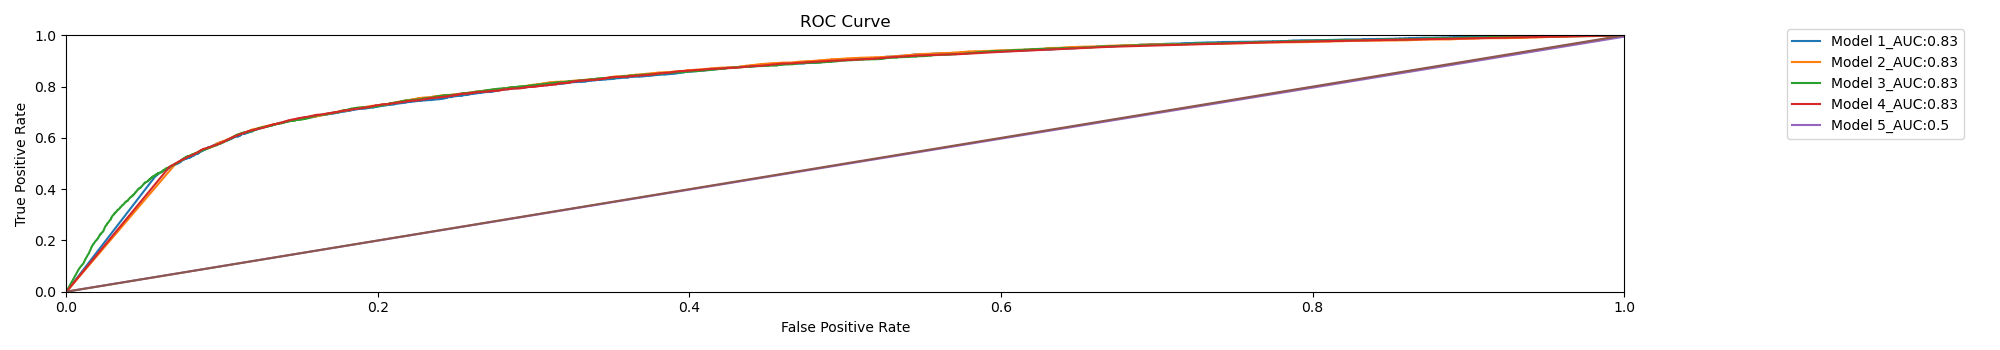 ROC Curve
True Positive Rate
1.0
0.8
0.6
0.4
0.2
0.0
0.0 0.2 0.4 0.6 0.8 1.0
False Positive Rate
Model 1_AUC:0.83
Model 2_AUC:0.83
Model 3_AUC:0.83
Model 4_AUC:0.83
Model 5_AUC:0.5